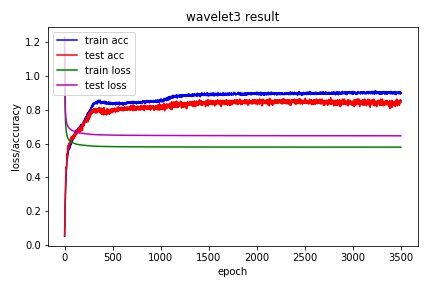 wavelet3 result
train acc
test acc
train loss
test loss
loss/accuracy
1.2
1.0
0.8
0.6
0.4
0.2
0.0
0 500 1000 1500 2000 2500 3000 3500
epoch